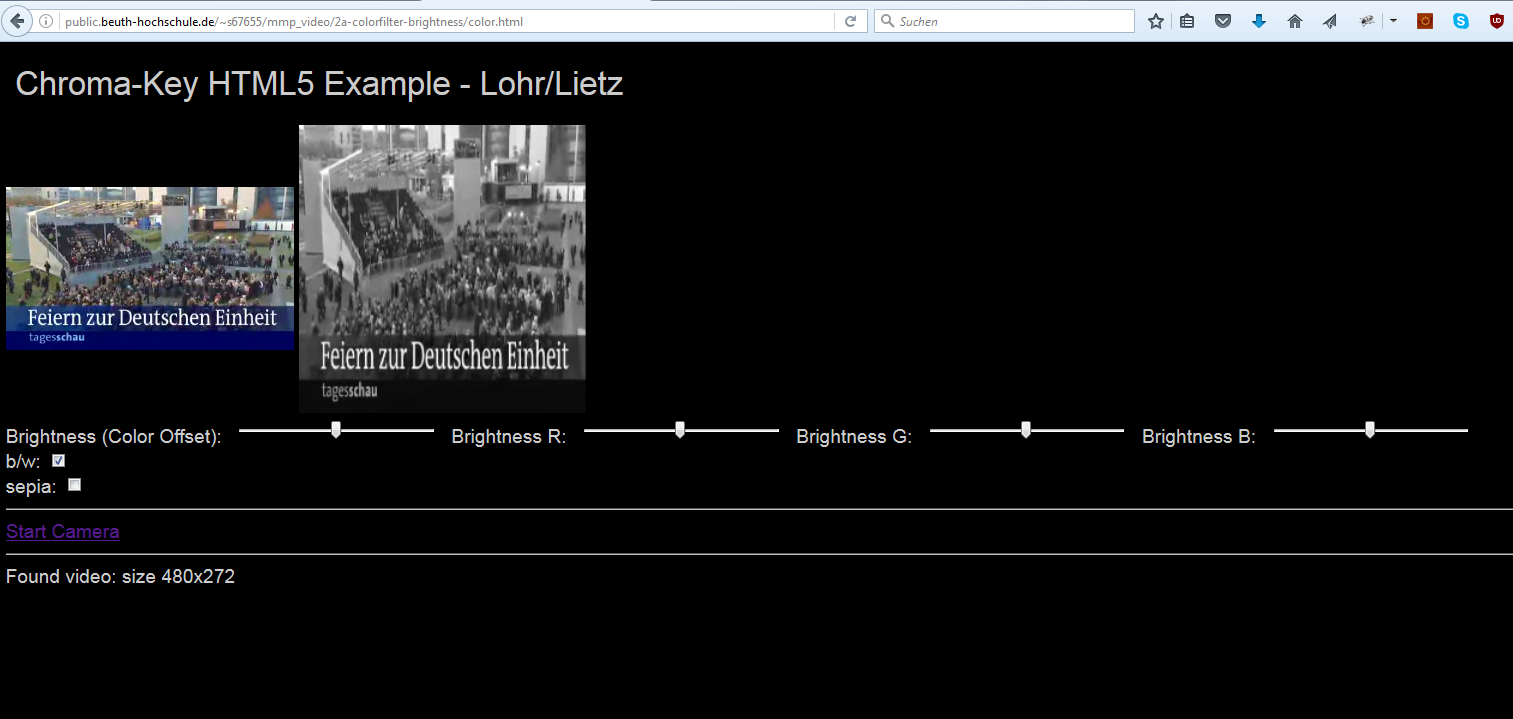 public.beuth-hochschule.de/~s67655/mmp_video/2a-colorfilter-brightness/color.html
Suchen
Chroma-Key HTML5 Example - Lohr/Lietz
Feiern zur Deutschen Einheit
tagesschau
Feiern zur Deutschen Einheit
tagesschau
Brightness (Color Offset): Brightness R: Brightness G: Brightness B:
b/w:
sepia:
Start Camera
Found video: size 480x272